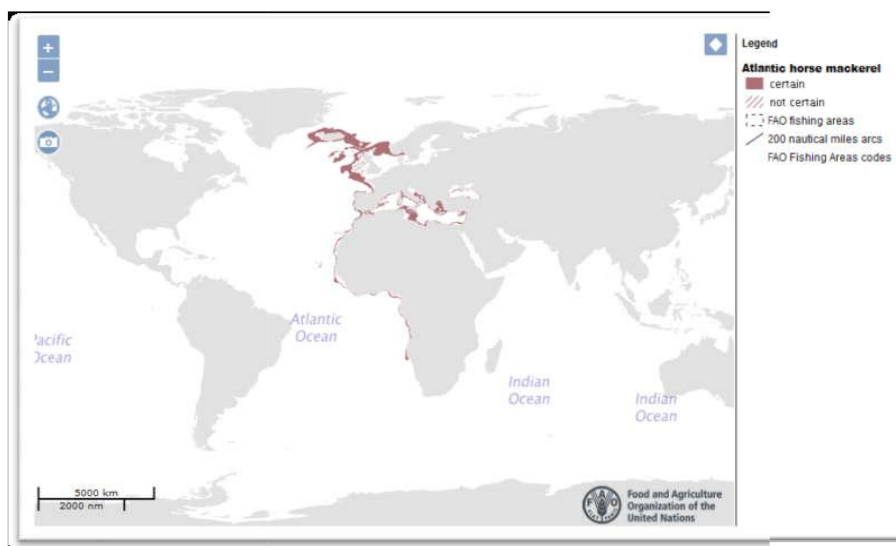 +
−
Legend
Atlantic horse mackerel
certain
not certain
FAO fishing areas
200 nautical miles arcs
FAO Fishing Areas codes
Atlantic
Ocean
Pacific
Ocean
Indian
Ocean
Indian
Ocean
5000 km
2000 nm
Food and Agriculture
Organization of the
United Nations